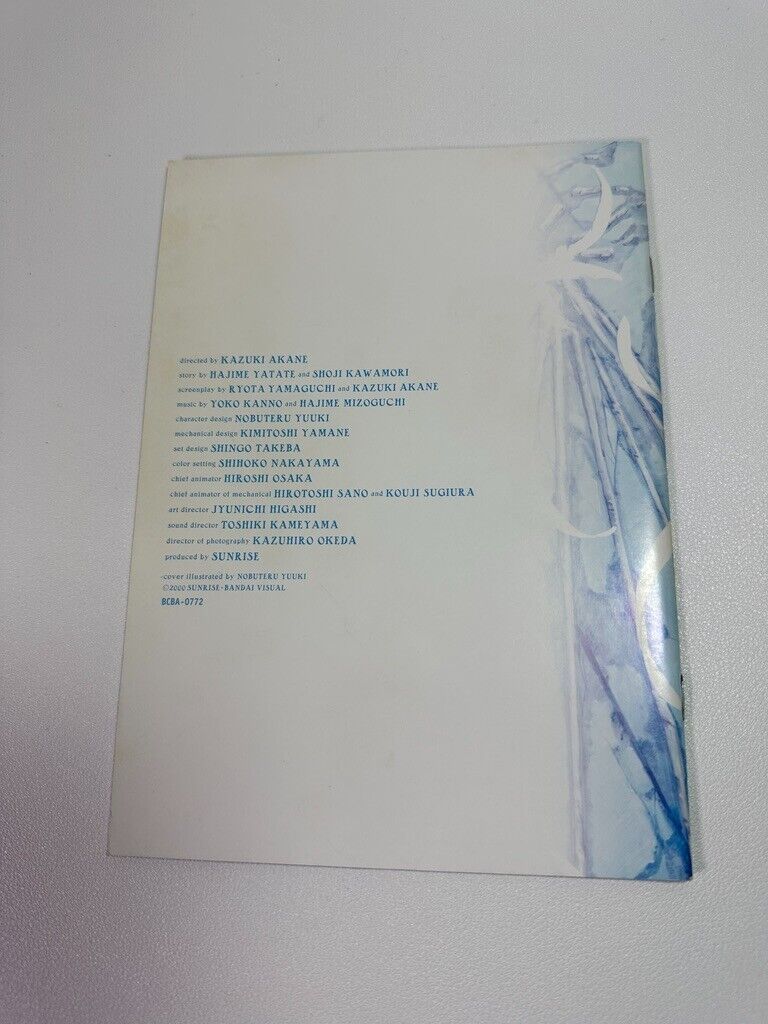 directed by KAZUKI AKANE
story by HAJIME YATATE and SHOJI KAWAMORI
screenplay by RYOTA YAMAGUCHI and KAZUKI AKANE
music by YOKO KANNO and HAJIME MIZOGUCHI
character design NOBUTERU YUUKI
mechanical design KIMITOSHI YAMANE
set design SHINGO TAKEBA
color setting SHIHOKO NAKAYAMA
chief animator HIROSHI OSAKA
chief animator of mechanical HIROTOSHI SANO and KOUJI SUGIURA
art director JYUNICHI HIGASHI
sound director TOSHIKI KAMEYAMA
director of photography KAZUHIRO OKEDA
produced by SUNRISE
cover illustrated by NOBUTERU YUUKI
©2000 SUNRISE・BANDAI VISUAL
BCBA-0772